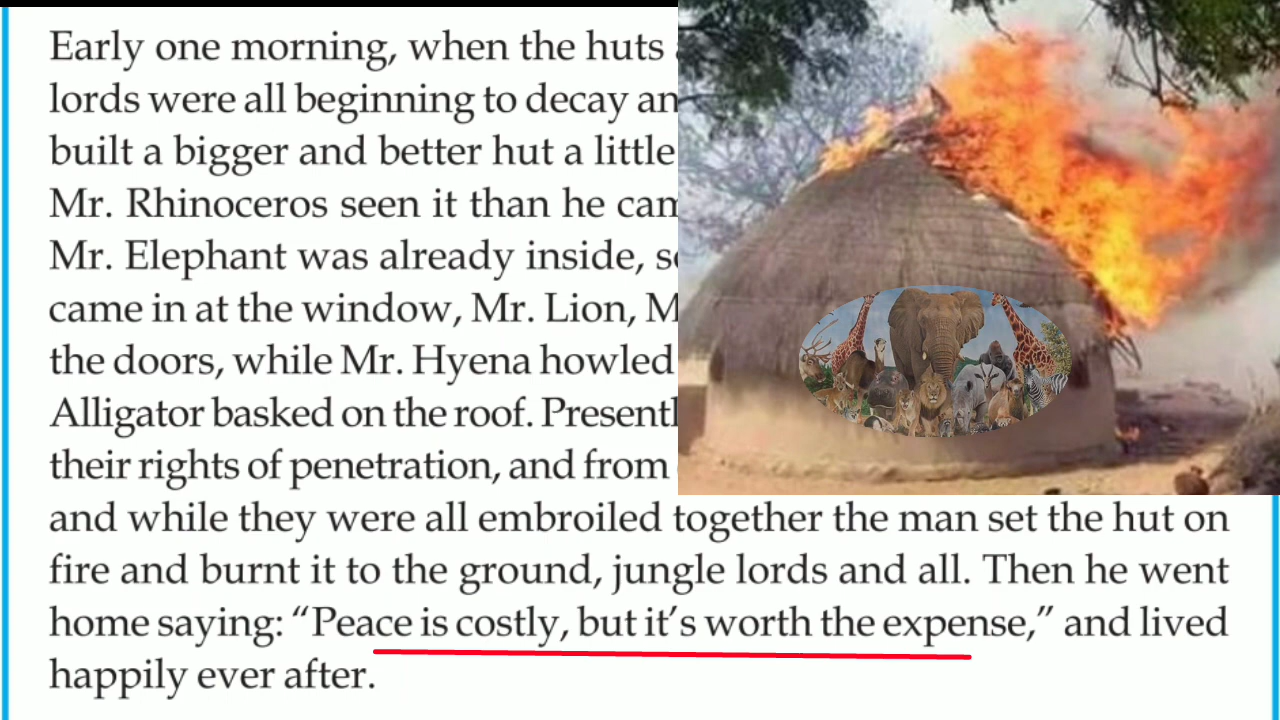 Early one morning, when the huts
lords were all beginning to decay an
built a bigger and better hut a little
Mr. Rhinoceros seen it than he cam
Mr. Elephant was already inside, s
came in at the window, Mr. Lion, M
the doors, while Mr. Hyena howled
Alligator basked on the roof. Presentl
their rights of penetration, and from
and while they were all embroiled together the man set the hut on
fire and burnt it to the ground, jungle lords and all. Then he went
home saying: “Peace is costly, but it’s worth the expense,” and lived
happily ever after.